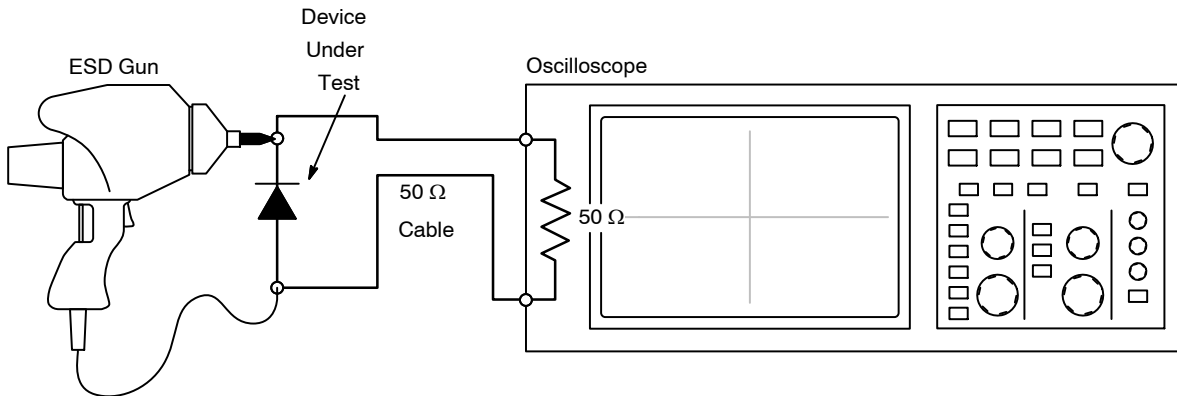 Device
Under
Test
ESD Gun
Oscilloscope
50 Ω
Cable
50 Ω